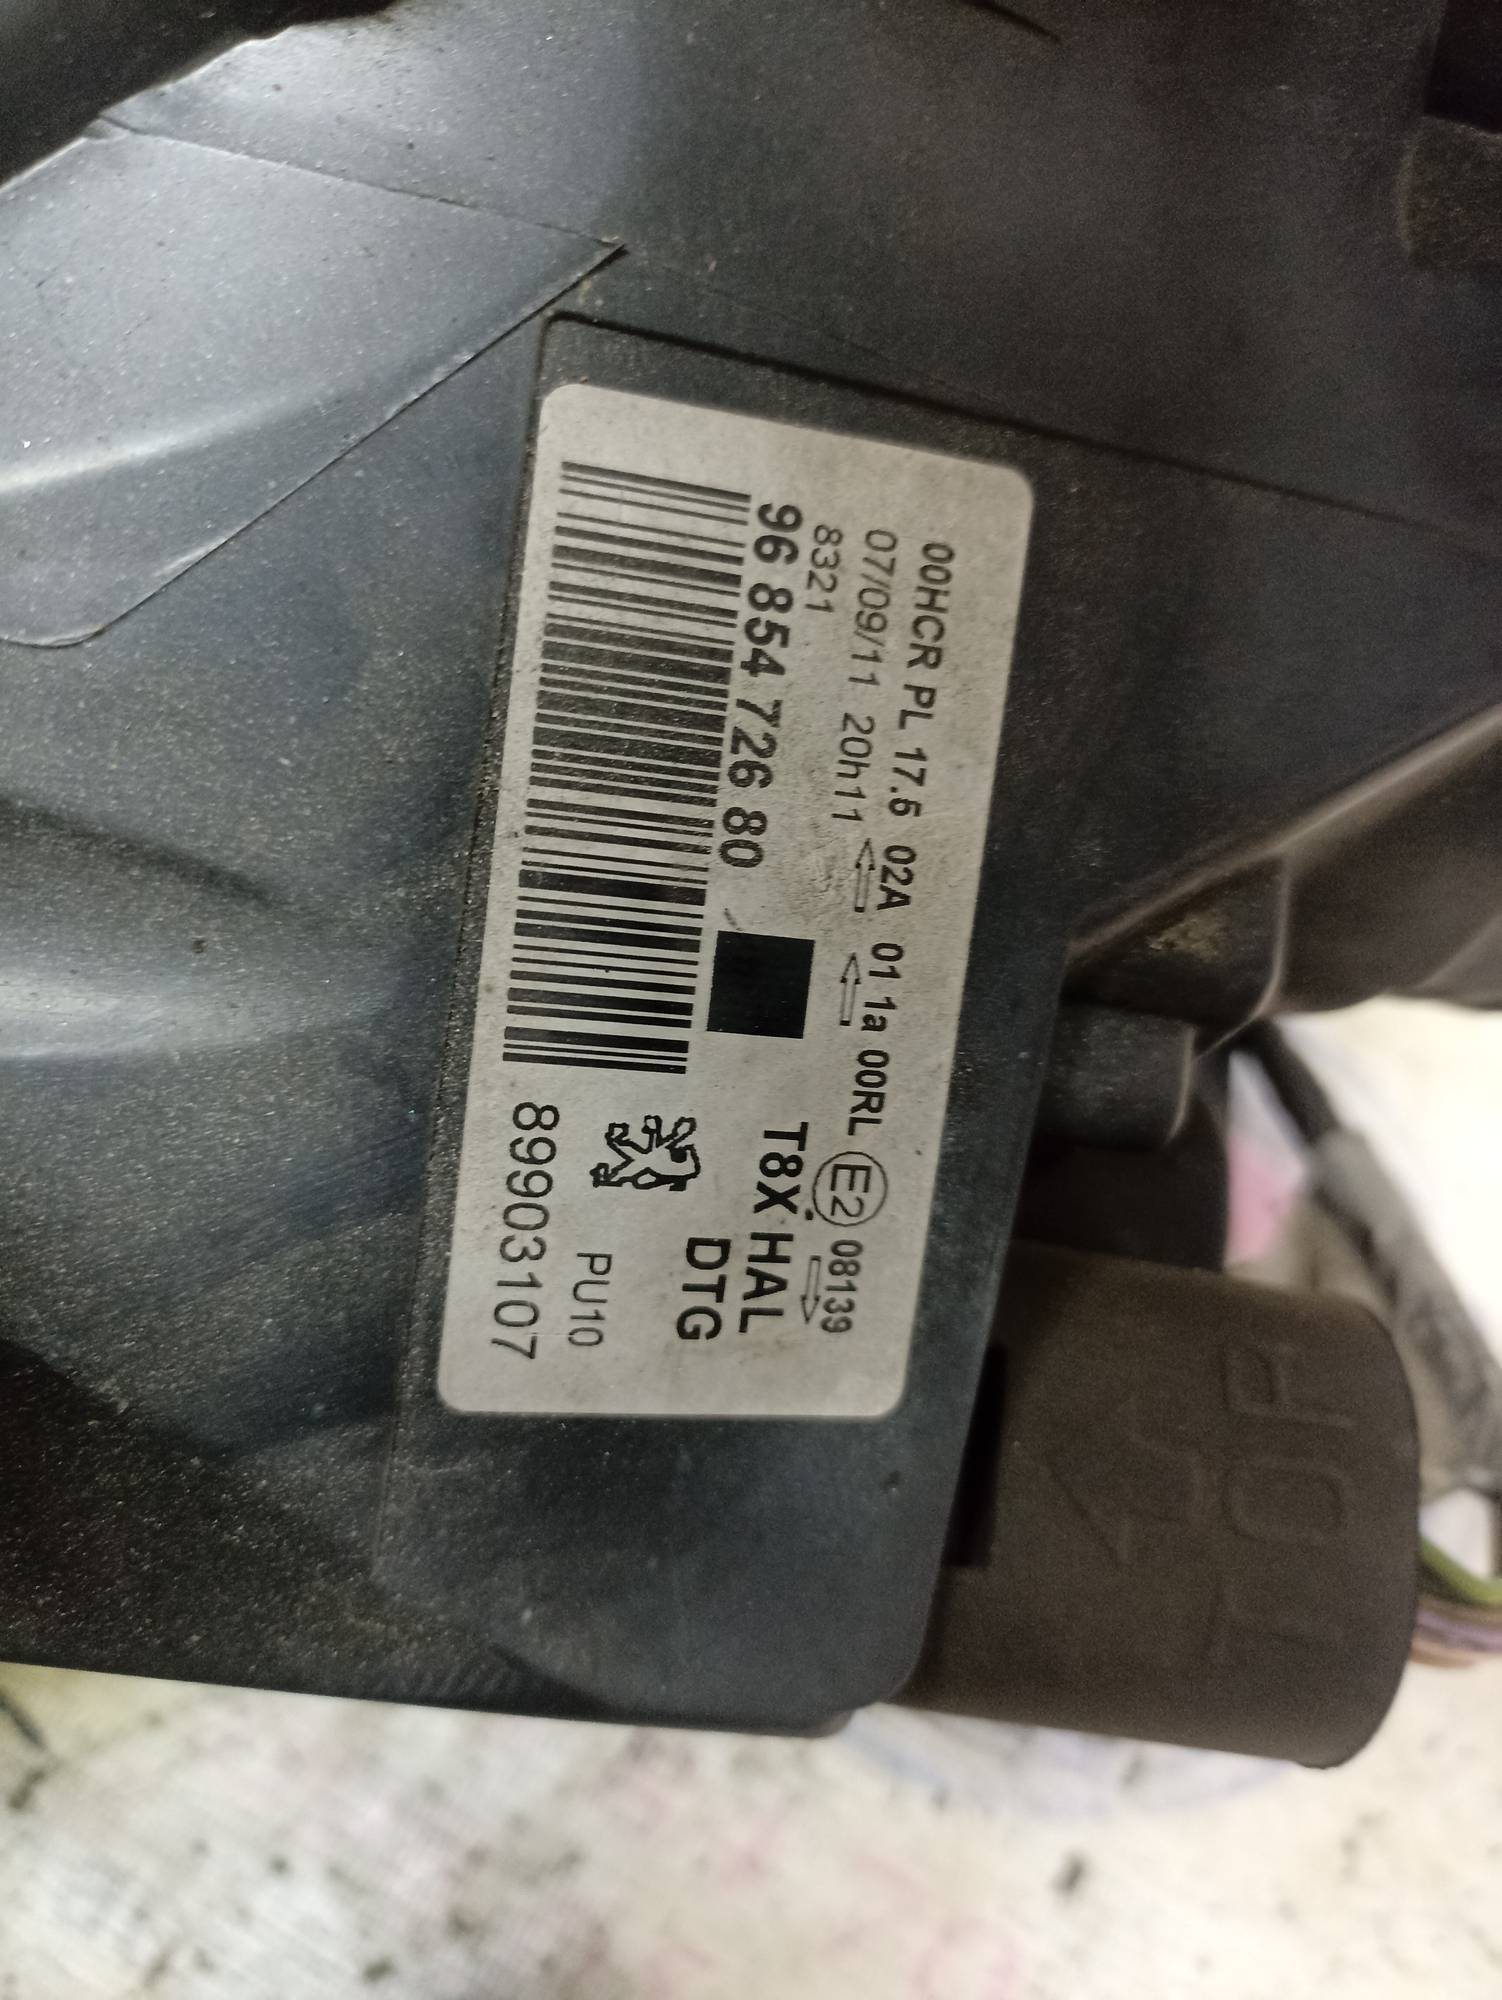 00HCR PL 17.5 02A 01 1a 00RL E2 08139
07/09/11 20h11
8321
96 854 726 80
T8X HAL
DTG
PU10
89903107
TOP